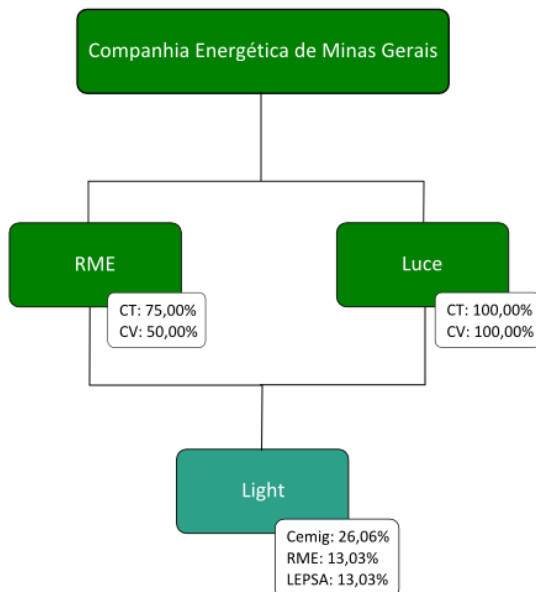 Companhia Energética de Minas Gerais
RME
CT: 75,00%
CV: 50,00%
Luce
CT: 100,00%
CV: 100,00%
Light
Cemig: 26,06%
RME: 13,03%
LEPSA: 13,03%